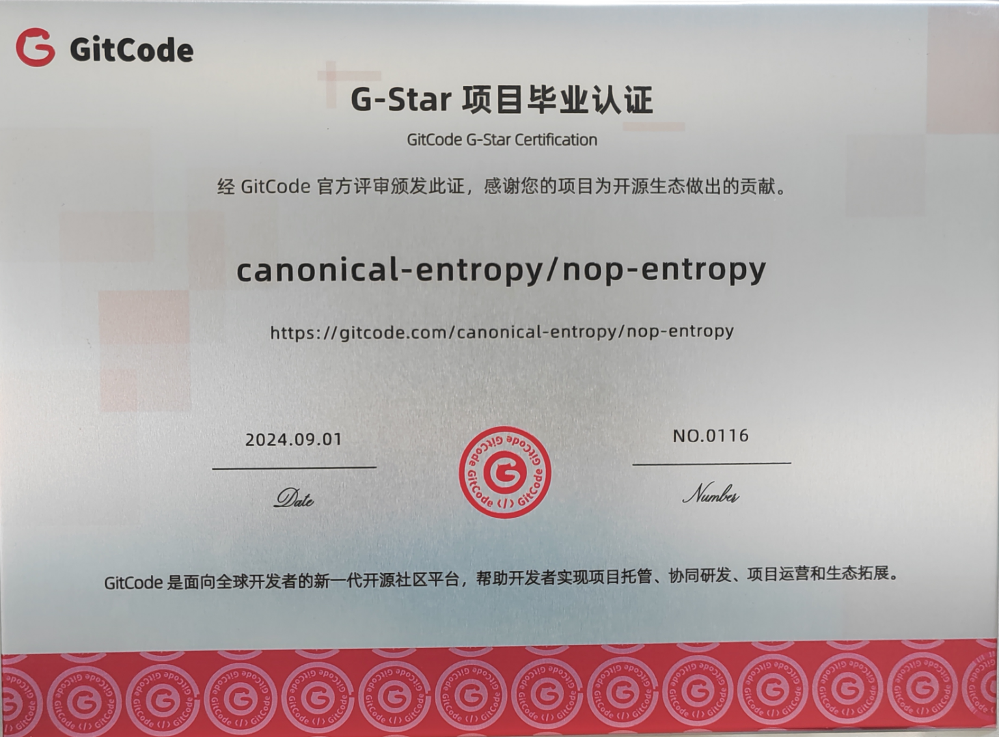 GitCode
G-Star 项目毕业认证
GitCode G-Star Certification
经 GitCode 官方评审颁发此证，感谢您的项目为开源生态做出的贡献。
canonical-entropy/nop-entropy
https://gitcode.com/canonical-entropy/nop-entropy
2024.09.01
NO.0116
Date
GitCode GitCode GitCode </> GitCode
Number
GitCode 是面向全球开发者的新一代开源社区平台，帮助开发者实现项目托管、协同研发、项目运营和生态拓展。